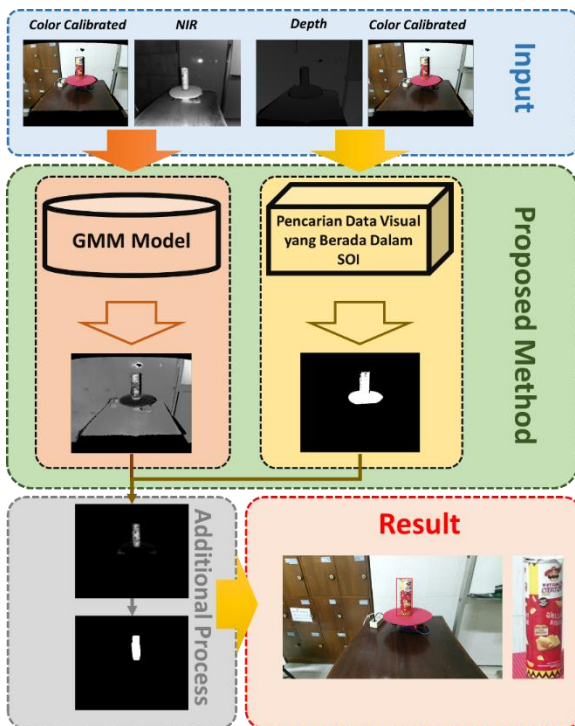 Color Calibrated
NIR
Depth
Color Calibrated
Input
GMM Model
Pencarian Data Visual
yang Berada Dalam
SOI
Proposed Method
Additional Process
Result